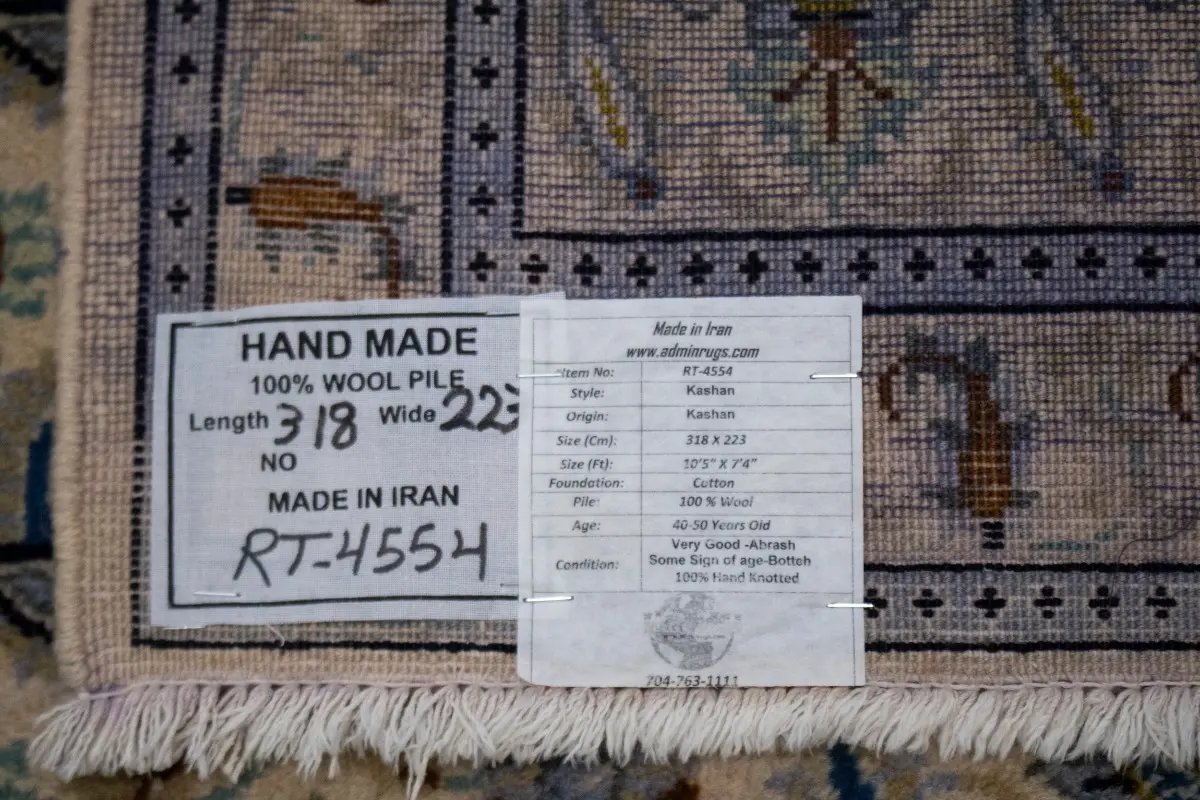 HAND MADE
100% WOOL PILE
Length 318 Wide 223
NO
MADE IN IRAN
RT-4554
Made in Iran
www.adminrugs.com
Item No: RT-4554
Style: Kashan
Origin: Kashan
Size (Cm): 318 X 223
Size (Ft): 10'5" X 7'4"
Foundation: Cotton
Pile: 100 % Wool
Age: 40-50 Years Old
Condition: Very Good -Abrash
Some Sign of age-Botteh
100% Hand Knotted
704-763-1111